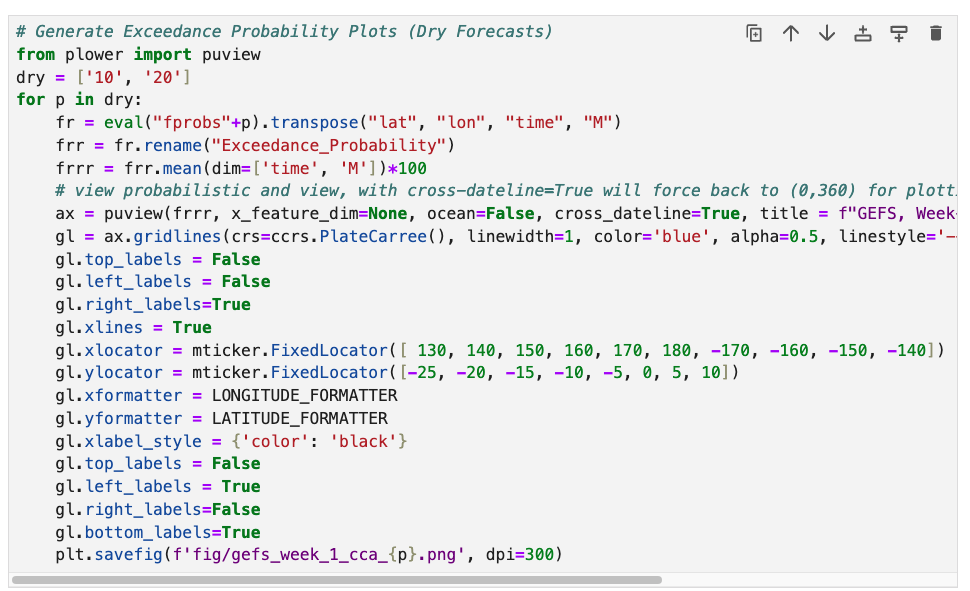 # Generate Exceedance Probability Plots (Dry Forecasts)
from plower import puview
dry = ['10', '20']
for p in dry:
    fr = eval("fprobs"+p).transpose("lat", "lon", "time", "M")
    frr = fr.rename("Exceedance_Probability")
    frrr = frr.mean(dim=['time', 'M'])*100
    # view probabilistic and view, with cross-dateline=True will force back to (0,360) for plott
    ax = puview(frrr, x_feature_dim=None, ocean=False, cross_dateline=True, title = f"GEFS, Week-
    gl = ax.gridlines(crs=ccrs.PlateCarree(), linewidth=1, color='blue', alpha=0.5, linestyle='--
    gl.top_labels = False
    gl.left_labels = False
    gl.right_labels=True
    gl.xlines = True
    gl.xlocator = mticker.FixedLocator([ 130, 140, 150, 160, 170, 180, -170, -160, -150, -140])
    gl.ylocator = mticker.FixedLocator([-25, -20, -15, -10, -5, 0, 5, 10])
    gl.xformatter = LONGITUDE_FORMATTER
    gl.yformatter = LATITUDE_FORMATTER
    gl.xlabel_style = {'color': 'black'}
    gl.top_labels = False
    gl.left_labels = True
    gl.right_labels=False
    gl.bottom_labels=True
    plt.savefig(f'fig/gefs_week_1_cca_{p}.png', dpi=300)